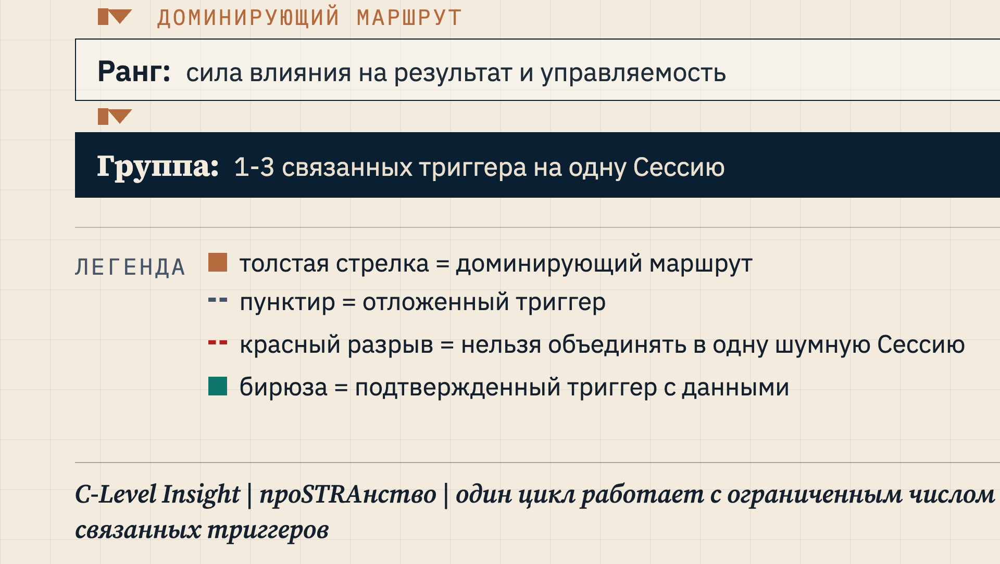 ДОМИНИРУЮЩИЙ МАРШРУТ
Ранг: сила влияния на результат и управляемость
Группа: 1-3 связанных триггера на одну Сессию
ЛЕГЕНДА
толстая стрелка = доминирующий маршрут
пунктир = отложенный триггер
красный разрыв = нельзя объединять в одну шумную Сессию
бирюза = подтвержденный триггер с данными
C-Level Insight | проSTRAнство | один цикл работает с ограниченным числом
связанных триггеров